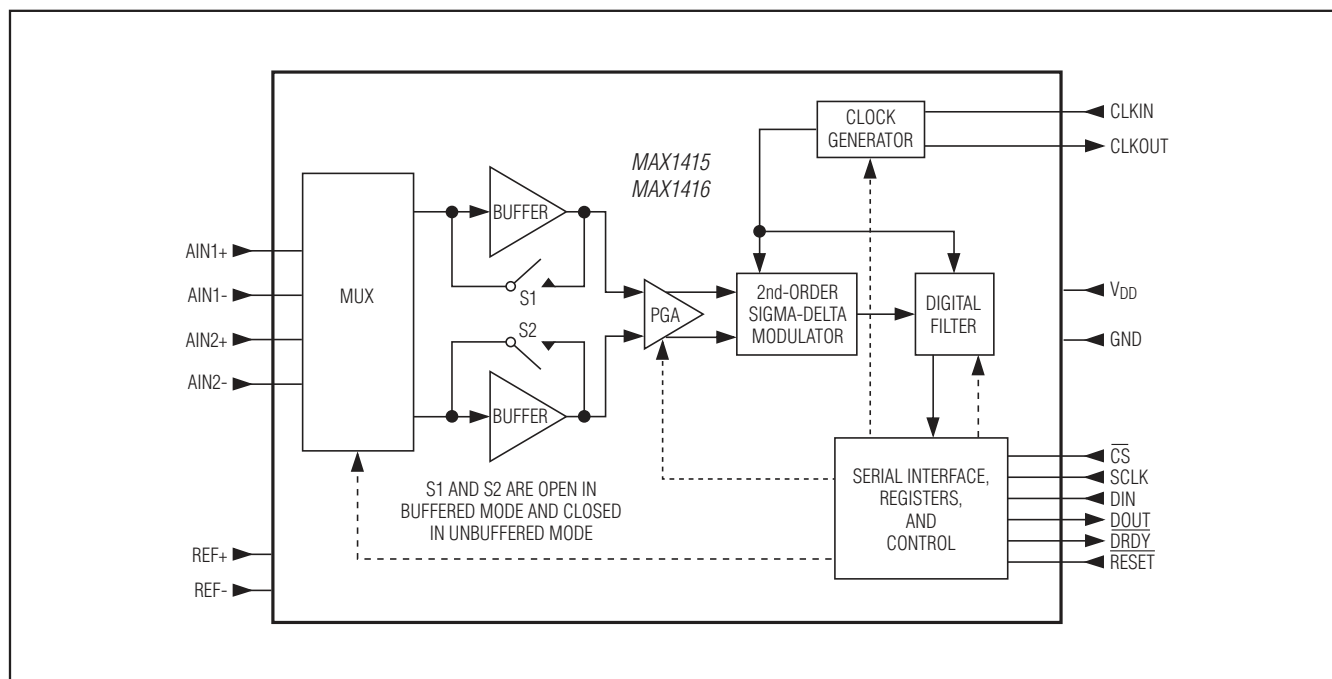 CLOCK
GENERATOR
CLKIN
CLKOUT
MAX1415
MAX1416
MUX
BUFFER
S1
S2
BUFFER
AIN1+
AIN1-
AIN2+
AIN2-
PGA
2nd-ORDER
SIGMA-DELTA
MODULATOR
DIGITAL
FILTER
VDD
GND
S1 AND S2 ARE OPEN IN
BUFFERED MODE AND CLOSED
IN UNBUFFERED MODE
SERIAL INTERFACE,
REGISTERS,
AND
CONTROL
CS
SCLK
DIN
DOUT
DRDY
RESET
REF+
REF-